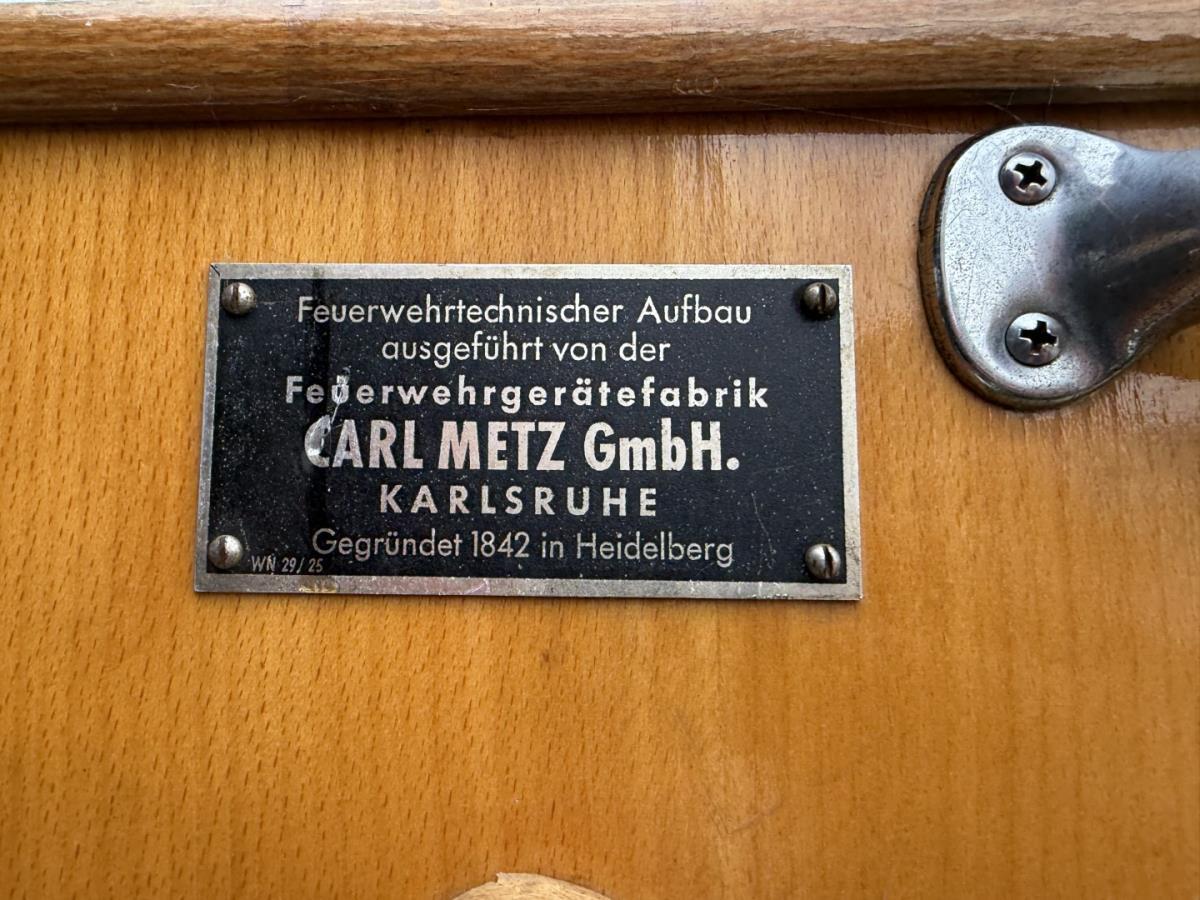 Feuerwehrtechnischer Aufbau
ausgeführt von der
Feuerwehrgerätefabrik
CARL METZ GmbH.
KARLSRUHE
Gegründet 1842 in Heidelberg
WN 29/25